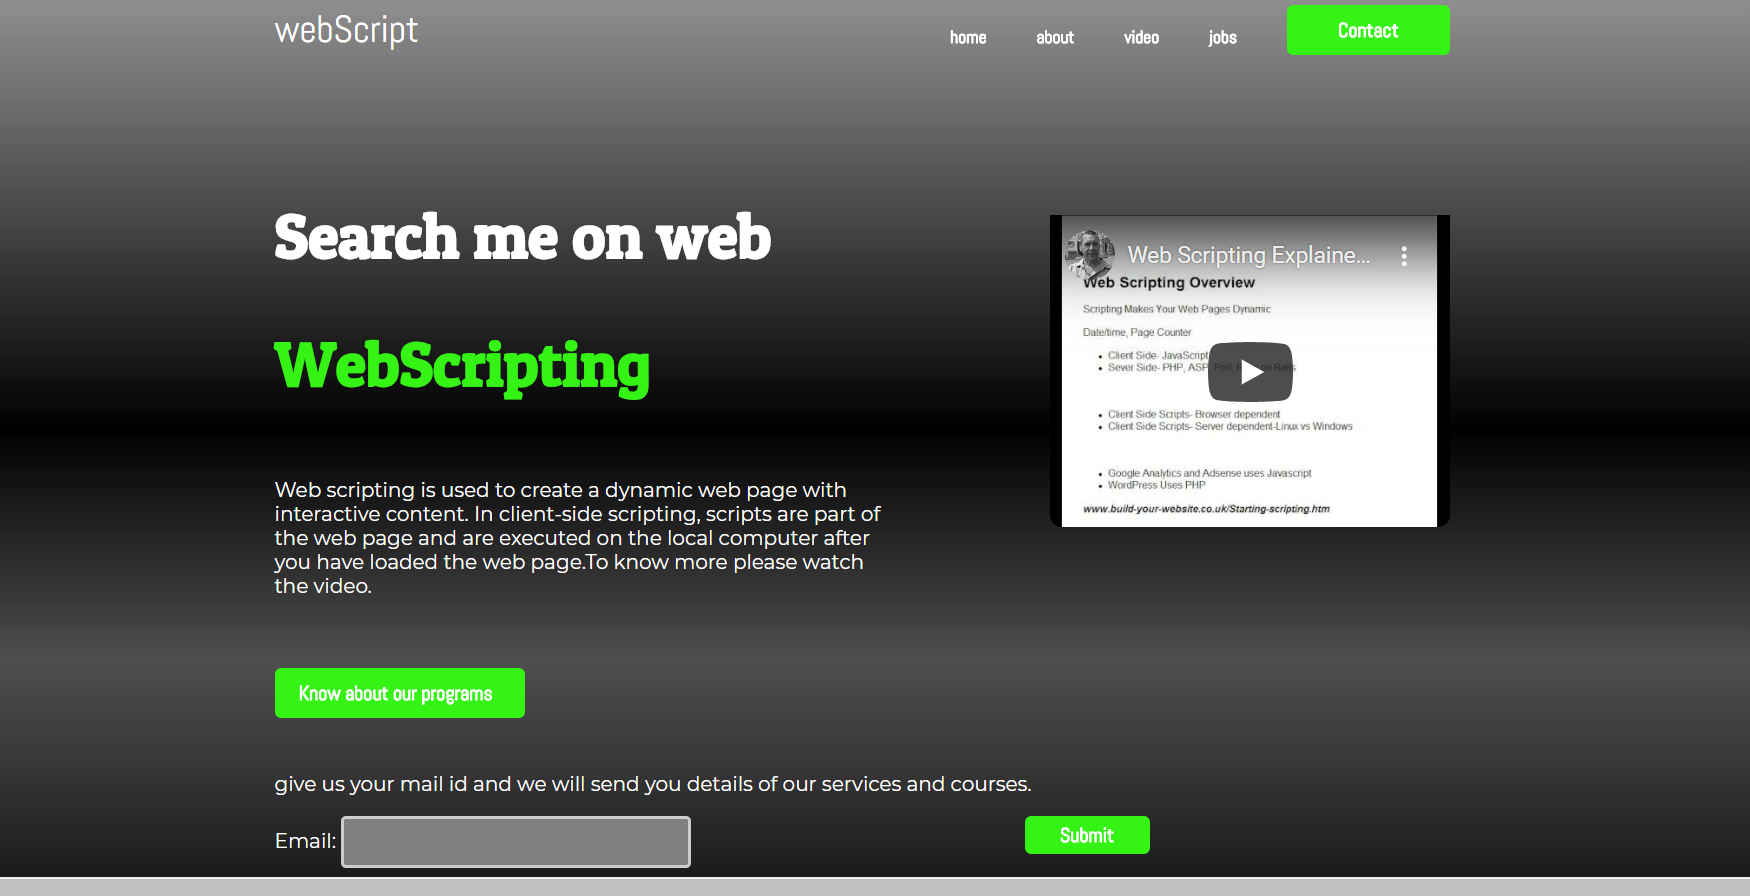 webScript
home about video jobs Contact
Search me on web
WebScripting
Web Scripting Explaine...
Web Scripting Overview
Scripting Makes Your Web Pages Dynamic
Date/time, Page Counter
Client Side- JavaScript
Sever Side- PHP, ASP, Perl, Rails
Client Side Scripts- Browser dependent
Client Side Scripts- Server dependent-Linux vs Windows
Google Analytics and Adsense uses Javascript
WordPress Uses PHP
www.build-your-website.co.uk/Starting-scripting.htm
Web scripting is used to create a dynamic web page with
interactive content. In client-side scripting, scripts are part of
the web page and are executed on the local computer after
you have loaded the web page.To know more please watch
the video.
Know about our programs
give us your mail id and we will send you details of our services and courses.
Email:
Submit